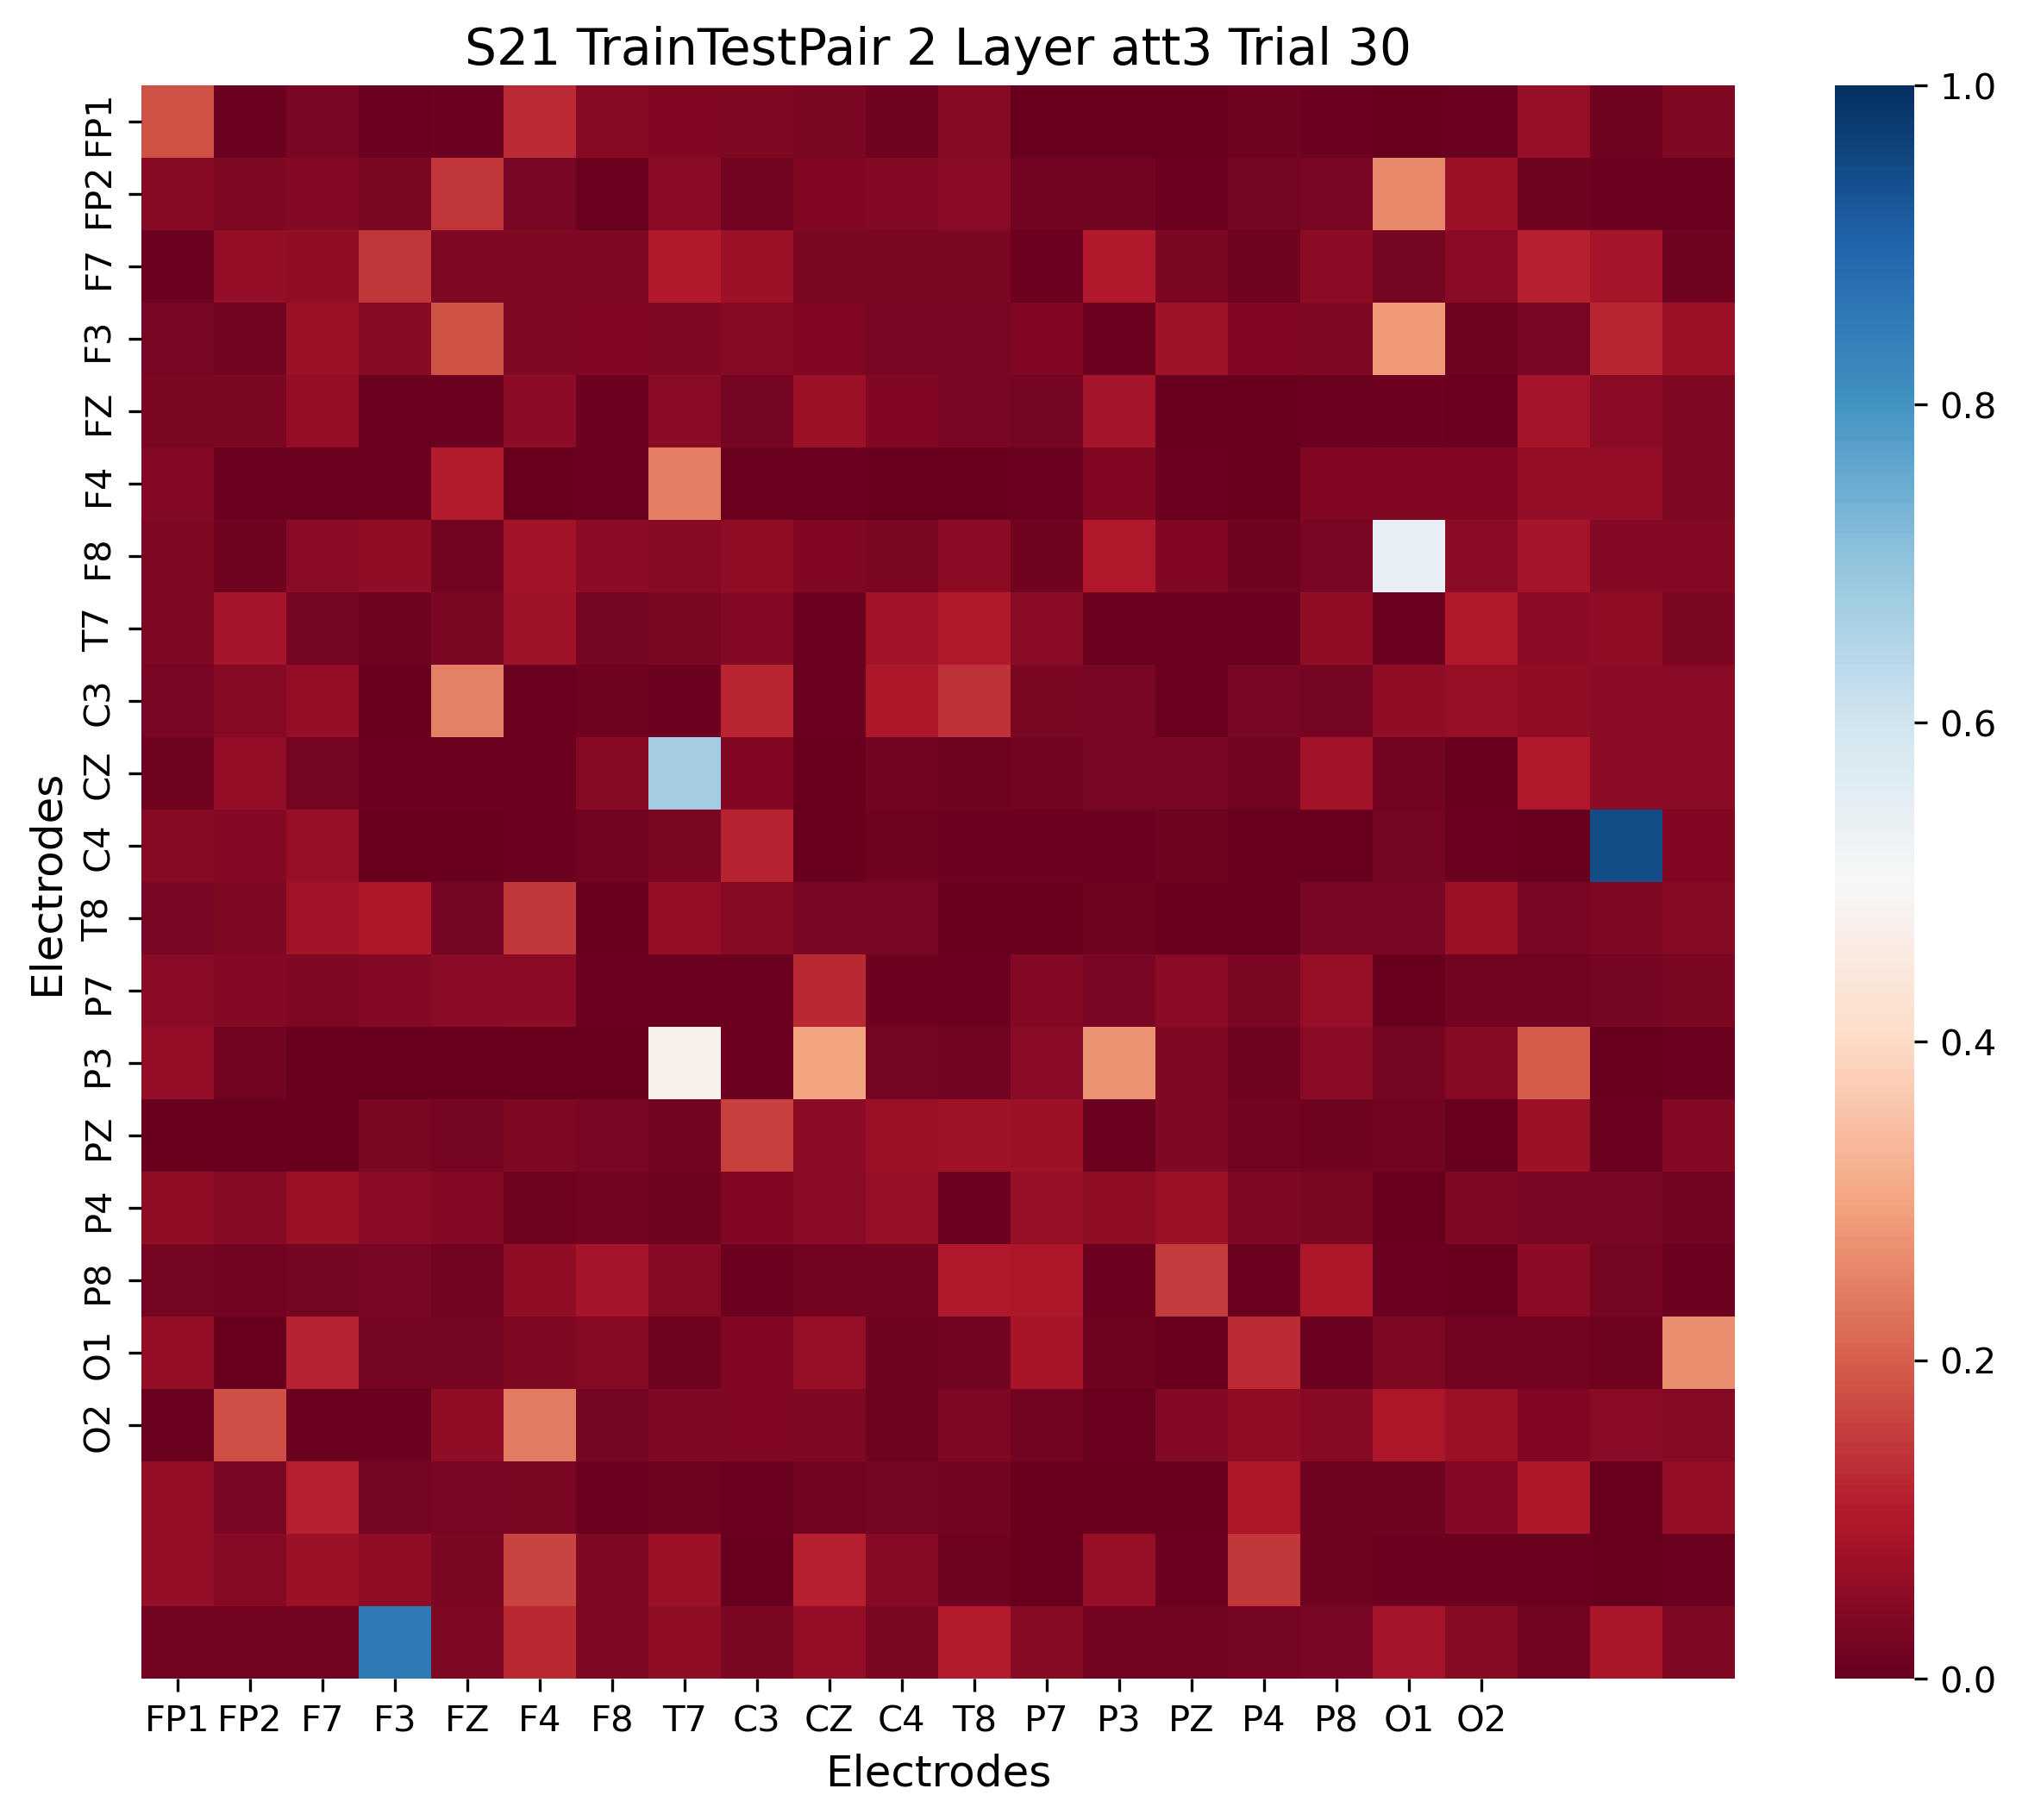 S21 TrainTestPair 2 Layer att3 Trial 30
Electrodes
FP1
FP2
F7
F3
FZ
F4
F8
T7
C3
CZ
C4
T8
P7
P3
PZ
P4
P8
O1
O2
FP1 FP2 F7 F3 FZ F4 F8 T7 C3 CZ C4 T8 P7 P3 PZ P4 P8 O1 O2
Electrodes
1.0
0.8
0.6
0.4
0.2
0.0